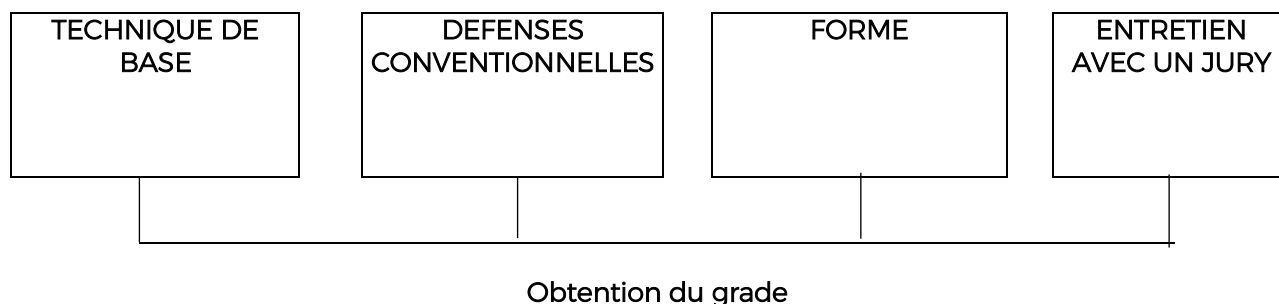 TECHNIQUE DE
BASE
DEFENSES
CONVENTIONNELLES
FORME
ENTRETIEN
AVEC UN JURY
Obtention du grade